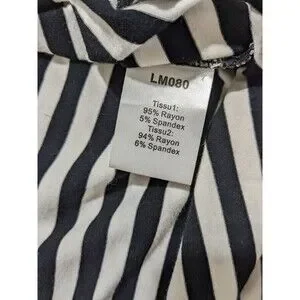 LM080
Tissu1:
95% Rayon
5% Spandex
Tissu2:
94% Rayon
6% Spandex